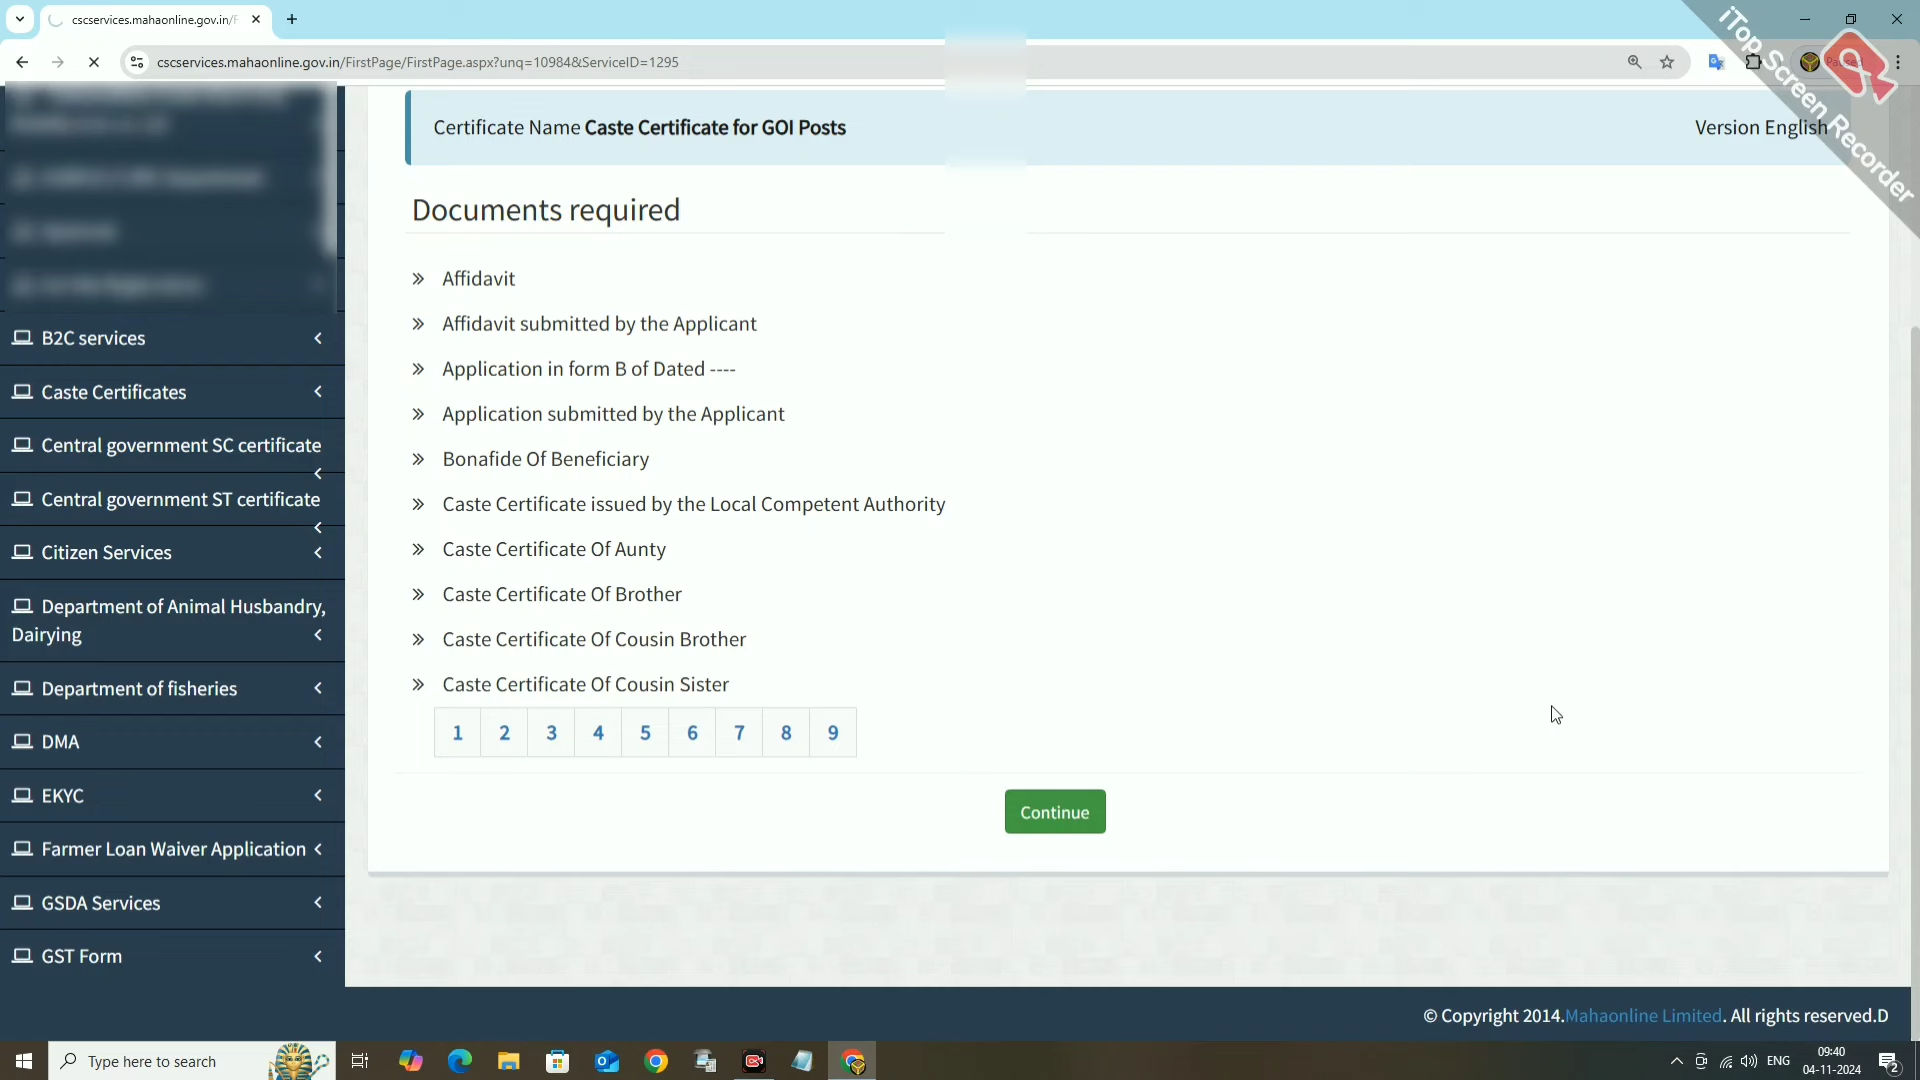 cscservices.mahaonline.gov.in/F
cscservices.mahaonline.gov.in/FirstPage/FirstPage.aspx?unq=10984&ServiceID=1295
iTop Screen Recorder
Certificate Name Caste Certificate for GOI Posts
Version English
Documents required
» Affidavit
» Affidavit submitted by the Applicant
» Application in form B of Dated ----
» Application submitted by the Applicant
» Bonafide Of Beneficiary
» Caste Certificate issued by the Local Competent Authority
» Caste Certificate Of Aunty
» Caste Certificate Of Brother
» Caste Certificate Of Cousin Brother
» Caste Certificate Of Cousin Sister
1 2 3 4 5 6 7 8 9
Continue
B2C services
Caste Certificates
Central government SC certificate
Central government ST certificate
Citizen Services
Department of Animal Husbandry,
Dairying
Department of fisheries
DMA
EKYC
Farmer Loan Waiver Application
GSDA Services
GST Form
© Copyright 2014.Mahaonline Limited. All rights reserved.D
Type here to search
ENG
09:40
04-11-2024
2